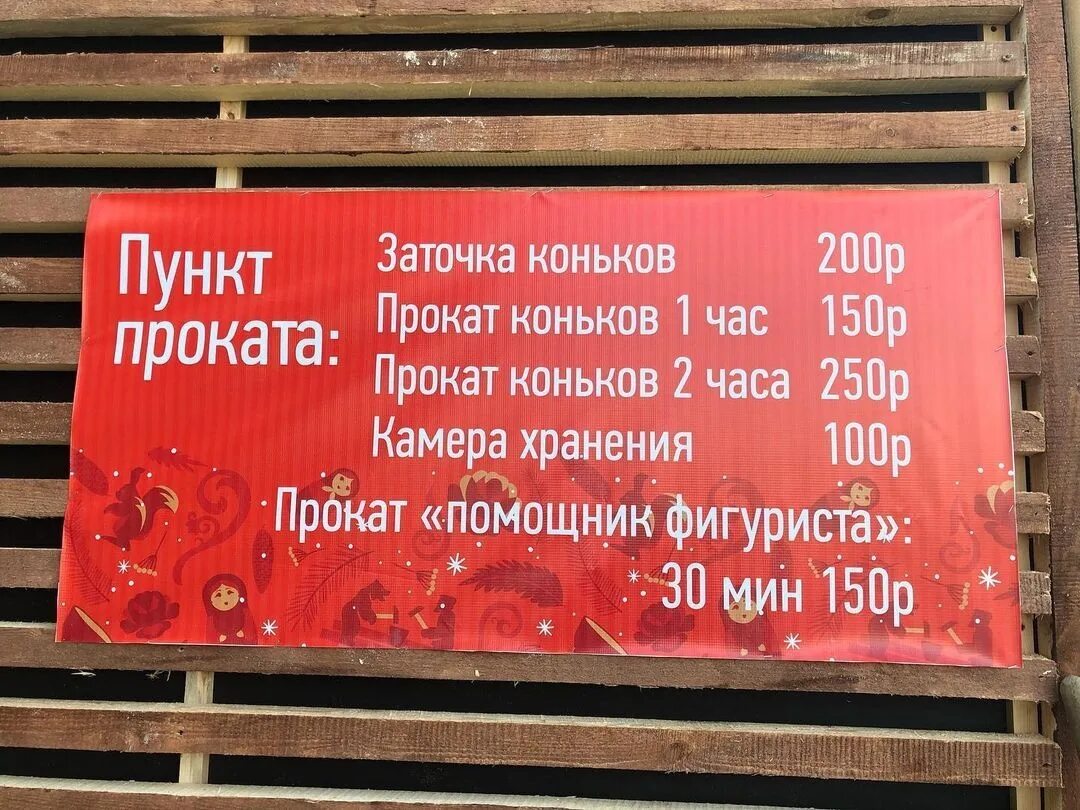 Пункт
проката:
Заточка коньков 200р
Прокат коньков 1 час 150р
Прокат коньков 2 часа 250р
Камера хранения 100р
Прокат «помощник фигуриста»:
30 мин 150р